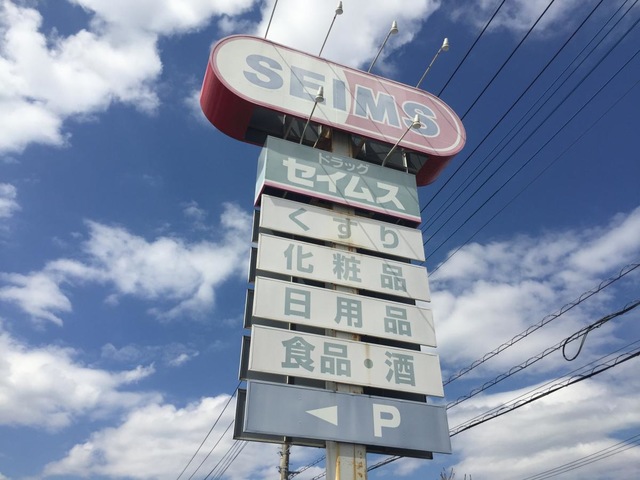 SEIMS
ドラッグ
セイムス
くすり
化粧品
日用品
食品・酒
P